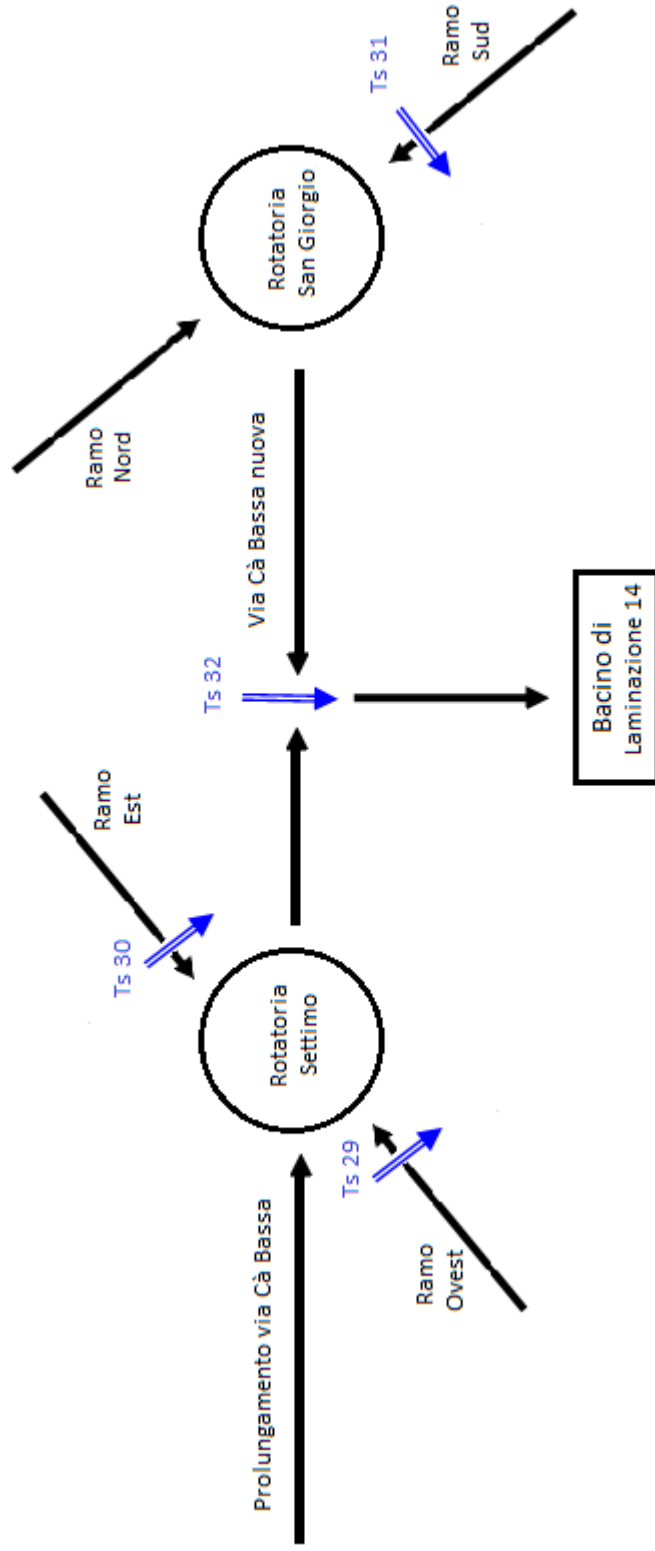 Prolungamento via Cà Bassa
Ramo
Ovest
Ts 29
Rotatoria
Settimo
Ts 30
Ramo
Est
Ts 32
Via Cà Bassa nuova
Bacino di
Laminazione 14
Ramo
Nord
Rotatoria
San Giorgio
Ts 31
Ramo
Sud